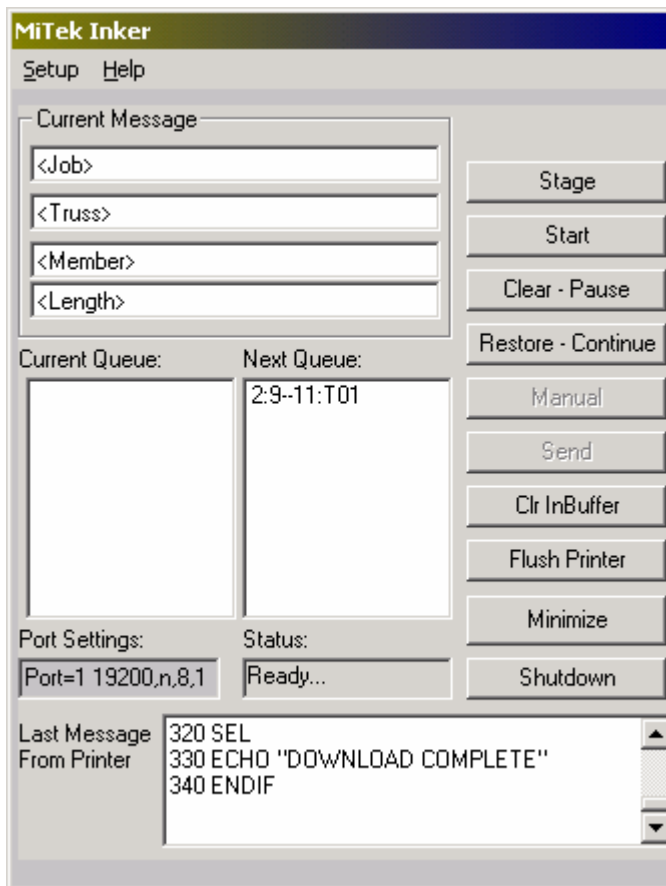 MiTek Inker
Setup Help
Current Message
<Job>
<Truss>
<Member>
<Length>
Stage
Start
Clear - Pause
Restore - Continue
Manual
Send
Clr InBuffer
Flush Printer
Minimize
Shutdown
Current Queue:
Next Queue:
2:9--11:T01
Port Settings:
Port=1 19200,n,8,1
Status:
Ready...
Last Message
From Printer
320 SEL
330 ECHO "DOWNLOAD COMPLETE"
340 ENDIF